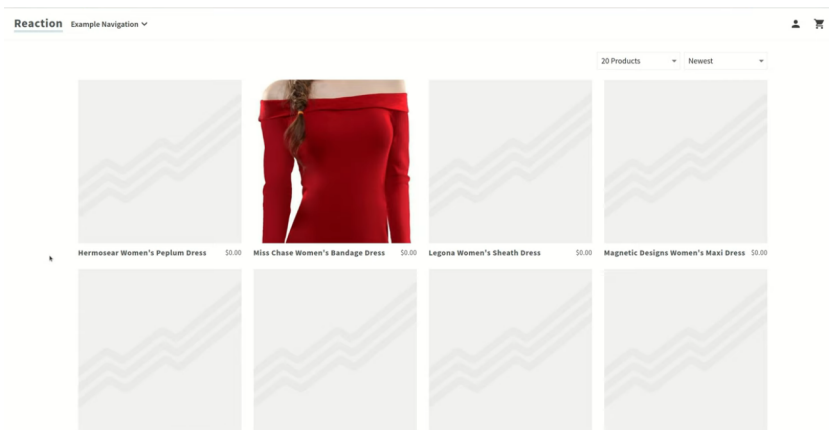 Reaction Example Navigation
20 Products Newest
Hermosear Women's Peplum Dress $0.00
Miss Chase Women's Bandage Dress $0.00
Legona Women's Sheath Dress $0.00
Magnetic Designs Women's Maxi Dress $0.00